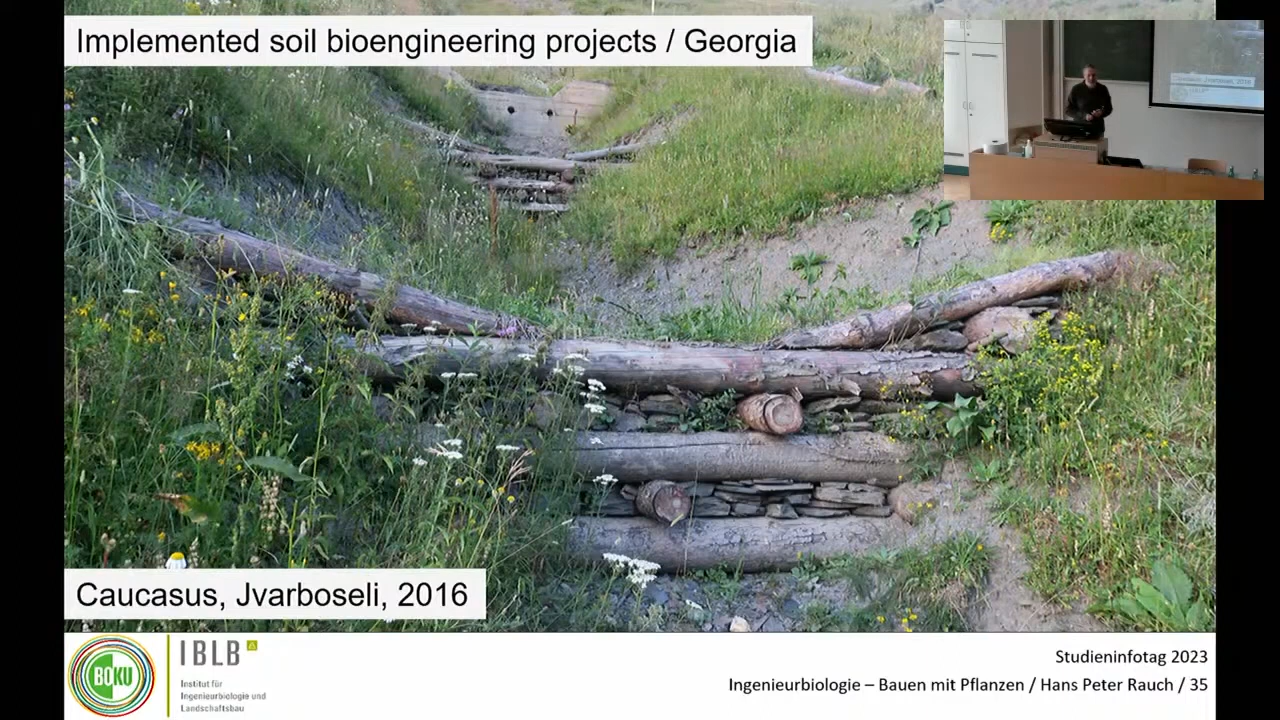 Implemented soil bioengineering projects / Georgia
Caucasus, Jvarboseli, 2016
BOKU
IBLB
Institut für
Ingenieurbiologie und
Landschaftsbau
Studieninfotag 2023
Ingenieurbiologie – Bauen mit Pflanzen / Hans Peter Rauch / 35